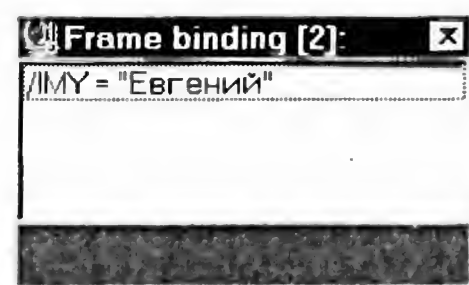 Frame binding [2]:
/IMY = "Евгений"